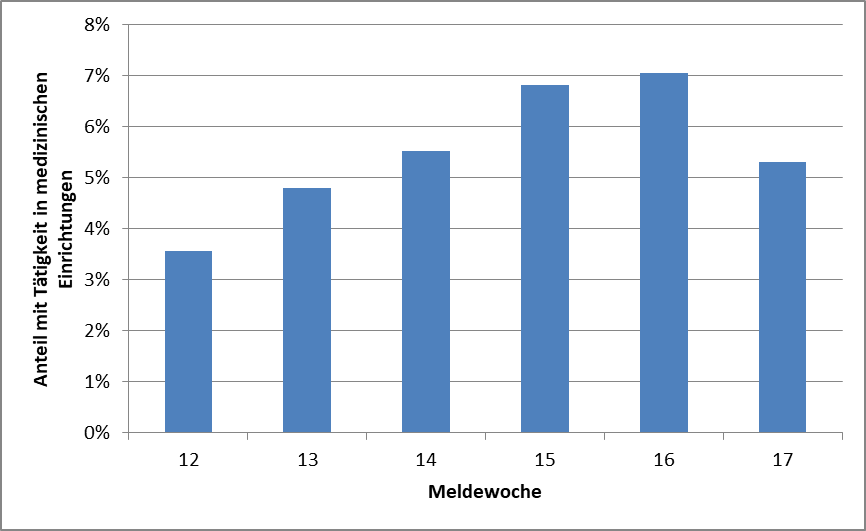 8%
7%
6%
5%
4%
3%
2%
1%
0%
Anteil mit Tätigkeit in medizinischen
Einrichtungen
12 13 14 15 16 17
Meldewoche